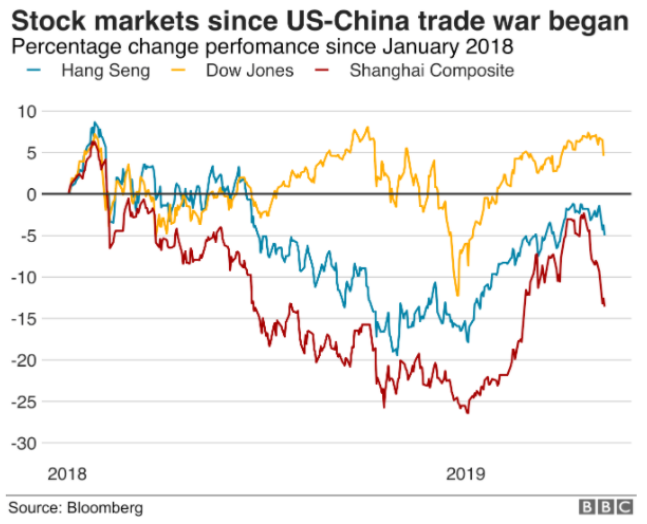 Stock markets since US-China trade war began
Percentage change perfomance since January 2018
Hang Seng Dow Jones Shanghai Composite
10
5
0
-5
-10
-15
-20
-25
-30
2018 2019
Source: Bloomberg BBC